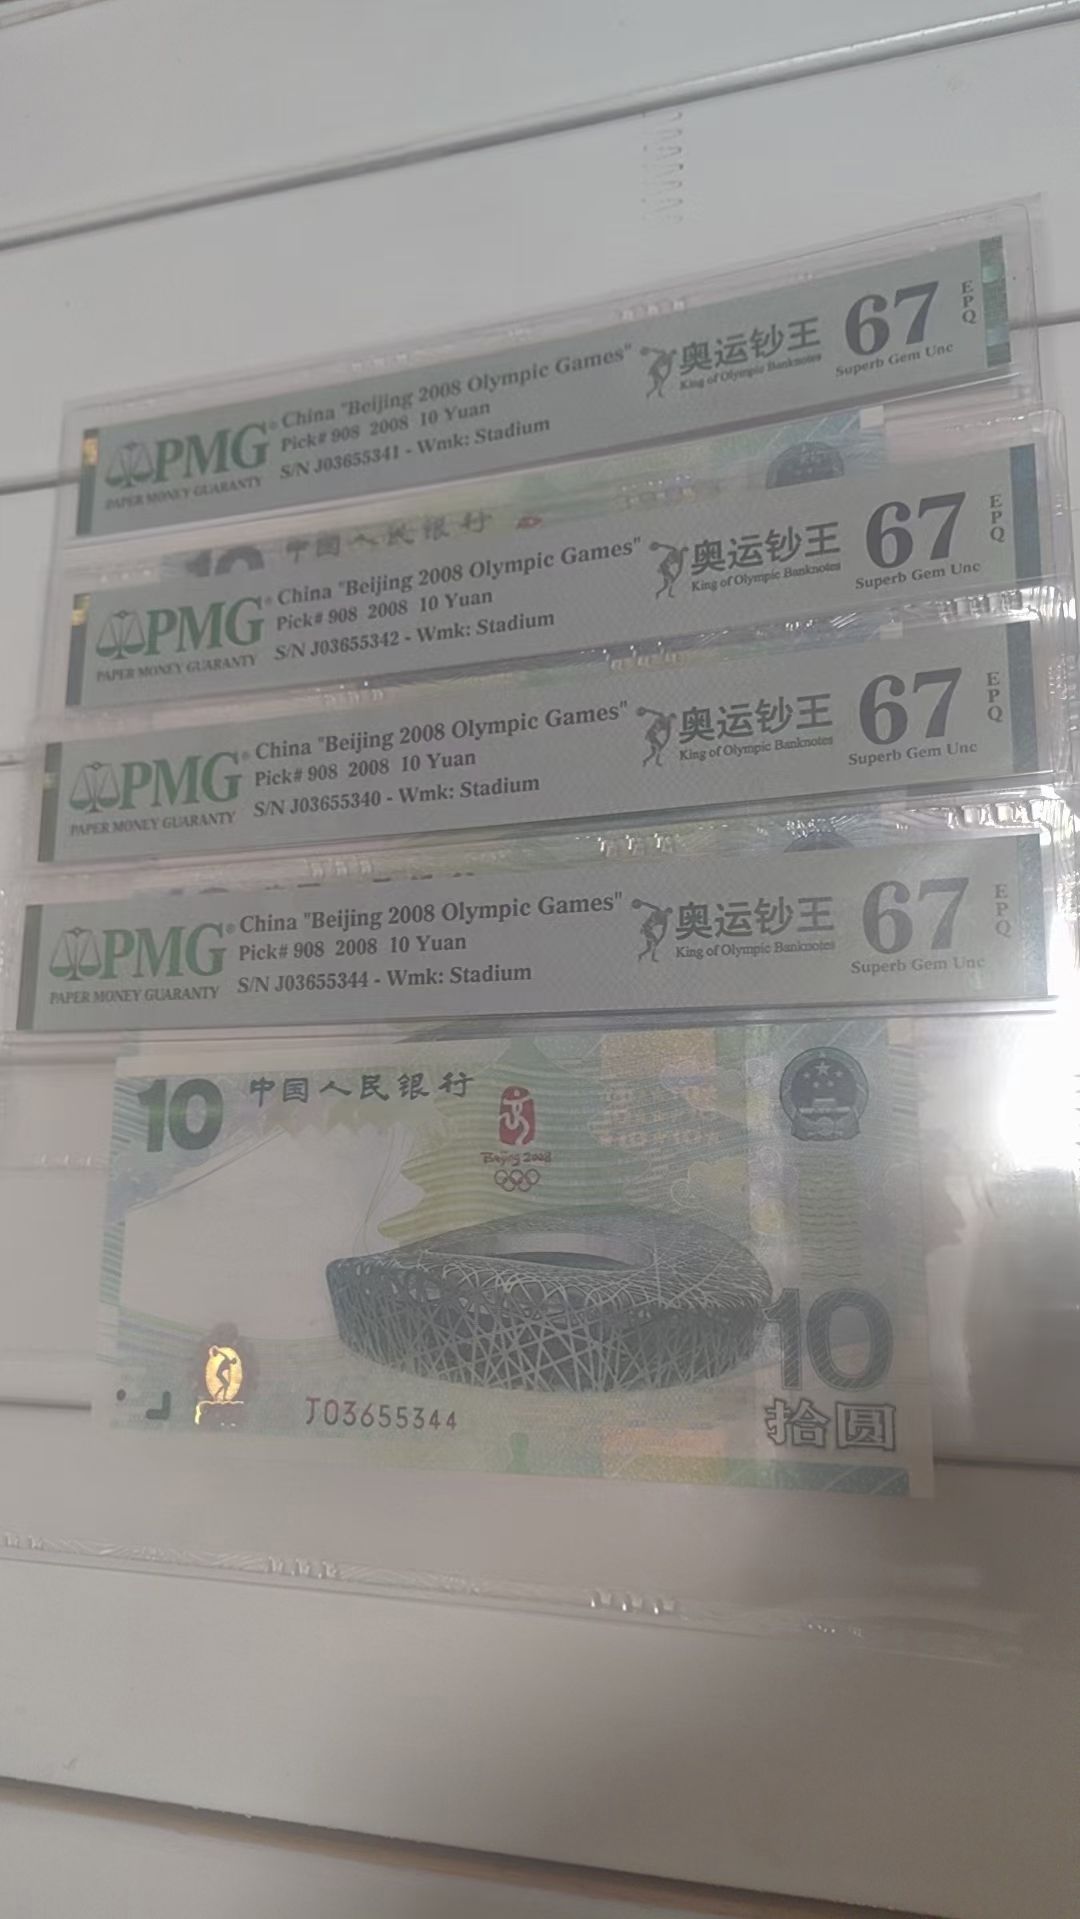 PMG®
PAPER MONEY GUARANTY
China "Beijing 2008 Olympic Games"
Pick# 908 2008 10 Yuan
S/N J03655341 - Wmk: Stadium
奥运钞王
King of Olympic Banknotes
67
Superb Gem Unc
EPQ
10 中国人民银行
PMG®
PAPER MONEY GUARANTY
China "Beijing 2008 Olympic Games"
Pick# 908 2008 10 Yuan
S/N J03655342 - Wmk: Stadium
奥运钞王
King of Olympic Banknotes
67
Superb Gem Unc
EPQ
PMG®
PAPER MONEY GUARANTY
China "Beijing 2008 Olympic Games"
Pick# 908 2008 10 Yuan
S/N J03655340 - Wmk: Stadium
奥运钞王
King of Olympic Banknotes
67
Superb Gem Unc
EPQ
PMG®
PAPER MONEY GUARANTY
China "Beijing 2008 Olympic Games"
Pick# 908 2008 10 Yuan
S/N J03655344 - Wmk: Stadium
奥运钞王
King of Olympic Banknotes
67
Superb Gem Unc
EPQ
10 中国人民银行
Beijing 2008
10
J03655344
拾圆